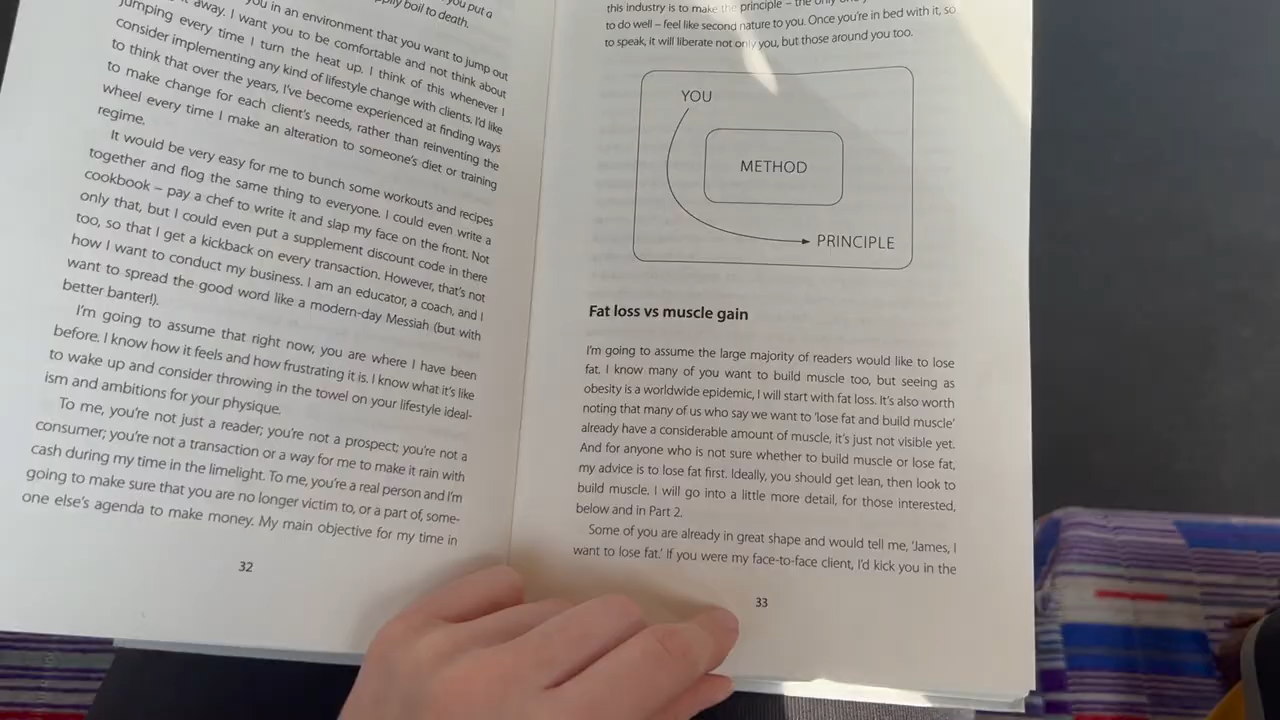 you put a
happily boil to death.
you in an environment that you want to jump out
away. I want you to be comfortable and not think about
jumping every time I turn the heat up. I think of this whenever I
consider implementing any kind of lifestyle change with clients. I'd like
to think that over the years, I've become experienced at finding ways
to make change for each client's needs, rather than reinventing the
wheel every time I make an alteration to someone's diet or training
regime.
It would be very easy for me to bunch some workouts and recipes
together and flog the same thing to everyone. I could even write a
cookbook – pay a chef to write it and slap my face on the front. Not
only that, but I could even put a supplement discount code in there
too, so that I get a kickback on every transaction. However, that's not
how I want to conduct my business. I am an educator, a coach, and I
want to spread the good word like a modern-day Messiah (but with
better banter!).
I'm going to assume that right now, you are where I have been
before. I know how it feels and how frustrating it is. I know what it's like
to wake up and consider throwing in the towel on your lifestyle ideal-
ism and ambitions for your physique.
To me, you're not just a reader; you're not a prospect; you're not a
consumer; you're not a transaction or a way for me to make it rain with
cash during my time in the limelight. To me, you're a real person and I'm
going to make sure that you are no longer victim to, or a part of, some-
one else's agenda to make money. My main objective for my time in
32
this industry is to make the principle – the only
to do well – feel like second nature to you. Once you're in bed with it, so
to speak, it will liberate not only you, but those around you too.
YOU
METHOD
PRINCIPLE
Fat loss vs muscle gain
I'm going to assume the large majority of readers would like to lose
fat. I know many of you want to build muscle too, but seeing as
obesity is a worldwide epidemic, I will start with fat loss. It's also worth
noting that many of us who say we want to 'lose fat and build muscle'
already have a considerable amount of muscle, it's just not visible yet.
And for anyone who is not sure whether to build muscle or lose fat,
my advice is to lose fat first. Ideally, you should get lean, then look to
build muscle. I will go into a little more detail, for those interested,
below and in Part 2.
Some of you are already in great shape and would tell me, 'James, I
want to lose fat.' If you were my face-to-face client, I'd kick you in the
33